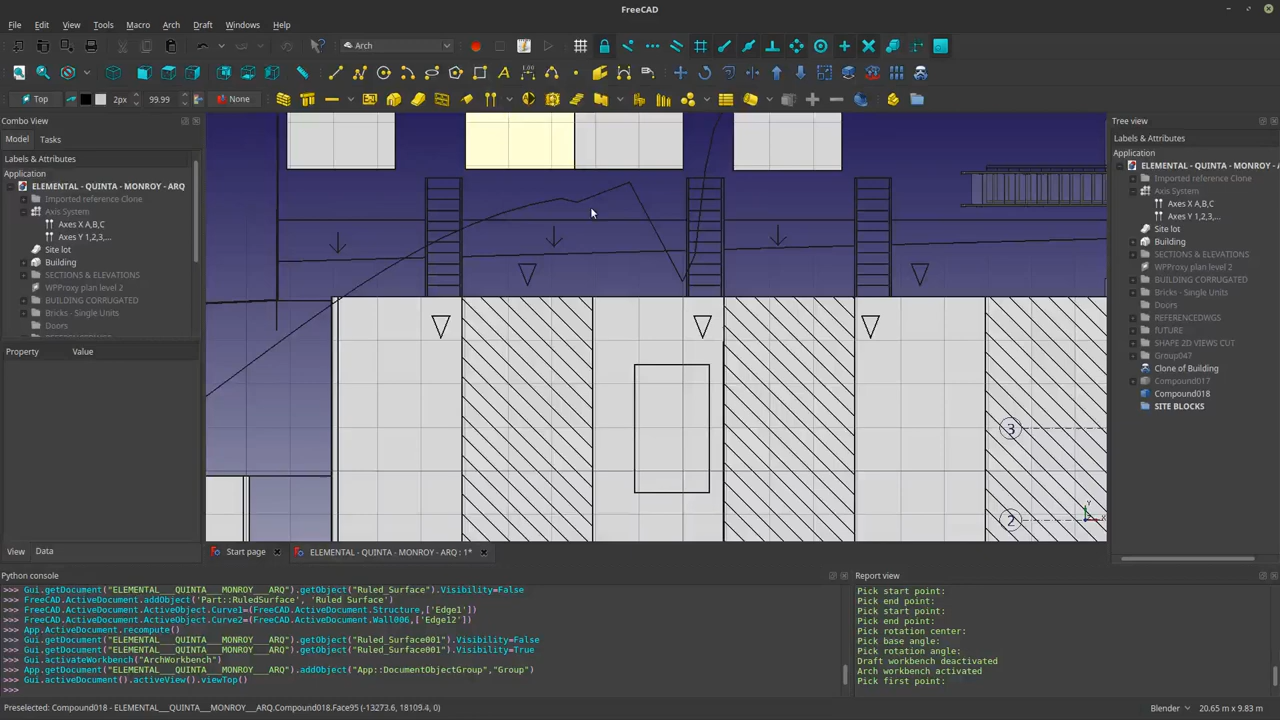 FreeCAD
File Edit View Tools Macro Arch Draft Windows Help
Arch
Top 2px 99.99 None
Combo View
Model Tasks
Labels & Attributes
Application
ELEMENTAL - QUINTA - MONROY - ARQ
Imported reference Clone
Axis System
Axes X A,B,C
Axes Y 1,2,3,...
Site lot
Building
SECTIONS & ELEVATIONS
WPProxy plan level 2
BUILDING CORRUGATED
Bricks - Single Units
Doors
Property Value
View Data
3
2
Y
Tree view
Labels & Attributes
Application
ELEMENTAL - QUINTA - MONROY - A
Imported reference Clone
Axis System
Axes X A,B,C
Axes Y 1,2,3,...
Site lot
Building
SECTIONS & ELEVATIONS
WPProxy plan level 2
BUILDING CORRUGATED
Bricks - Single Units
Doors
REFERENCEDWGS
fUTURE
SHAPE 2D VIEWS CUT
Group047
Clone of Building
Compound017
Compound018
SITE BLOCKS
Start page ELEMENTAL - QUINTA - MONROY - ARQ : 1*
Python console
>>> Gui.getDocument("ELEMENTAL___QUINTA___MONROY___ARQ").getObject("Ruled_Surface").Visibility=False
>>> FreeCAD.ActiveDocument.addObject('Part::RuledSurface', 'Ruled Surface')
>>> FreeCAD.ActiveDocument.ActiveObject.Curve1=(FreeCAD.ActiveDocument.Structure,['Edge1'])
>>> FreeCAD.ActiveDocument.ActiveObject.Curve2=(FreeCAD.ActiveDocument.Wall006,['Edge12'])
>>> App.ActiveDocument.recompute()
>>> Gui.getDocument("ELEMENTAL___QUINTA___MONROY___ARQ").getObject("Ruled_Surface001").Visibility=False
>>> Gui.getDocument("ELEMENTAL___QUINTA___MONROY___ARQ").getObject("Ruled_Surface001").Visibility=True
>>> Gui.activateWorkbench("ArchWorkbench")
>>> App.getDocument("ELEMENTAL___QUINTA___MONROY___ARQ").addObject("App::DocumentObjectGroup","Group")
>>> Gui.activeDocument().activeView().viewTop()
>>>
Report view
Pick start point:
Pick end point:
Pick start point:
Pick end point:
Pick rotation center:
Pick base angle:
Pick rotation angle:
Draft workbench deactivated
Arch workbench activated
Pick first point:
Preselected: Compound018 - ELEMENTAL___QUINTA___MONROY___ARQ.Compound018.Face95 (-13273.6, 18109.4, 0)
Blender 20.65 m x 9.83 m